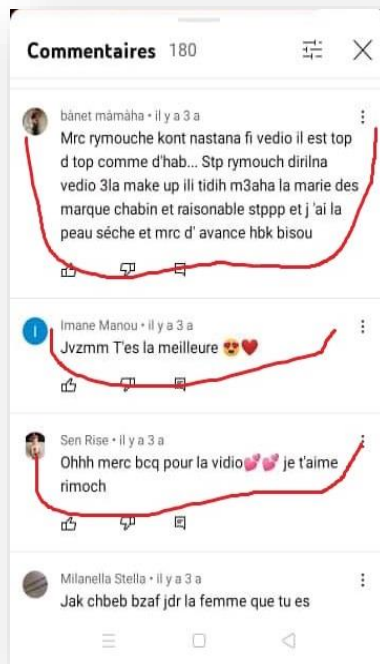 Commentaires 180
bànet màmàha • il y a 3 a
Mrc rymouche kont nastana fi vedio il est top
d top comme d'hab... Stp rymouch dirilna
vedio 3la make up ili tidih m3aha la marie des
marque chabin et raisonable stppp et j 'ai la
peau séche et mrc d' avance hbk bisou
I
Imane Manou • il y a 3 a
Jvzmm T'es la meilleure 😍❤️
Sen Rise • il y a 3 a
Ohhh merc bcq pour la vidio💕💕 je t'aime
rimoch
Milanella Stella • il y a 3 a
Jak chbeb bzaf jdr la femme que tu es